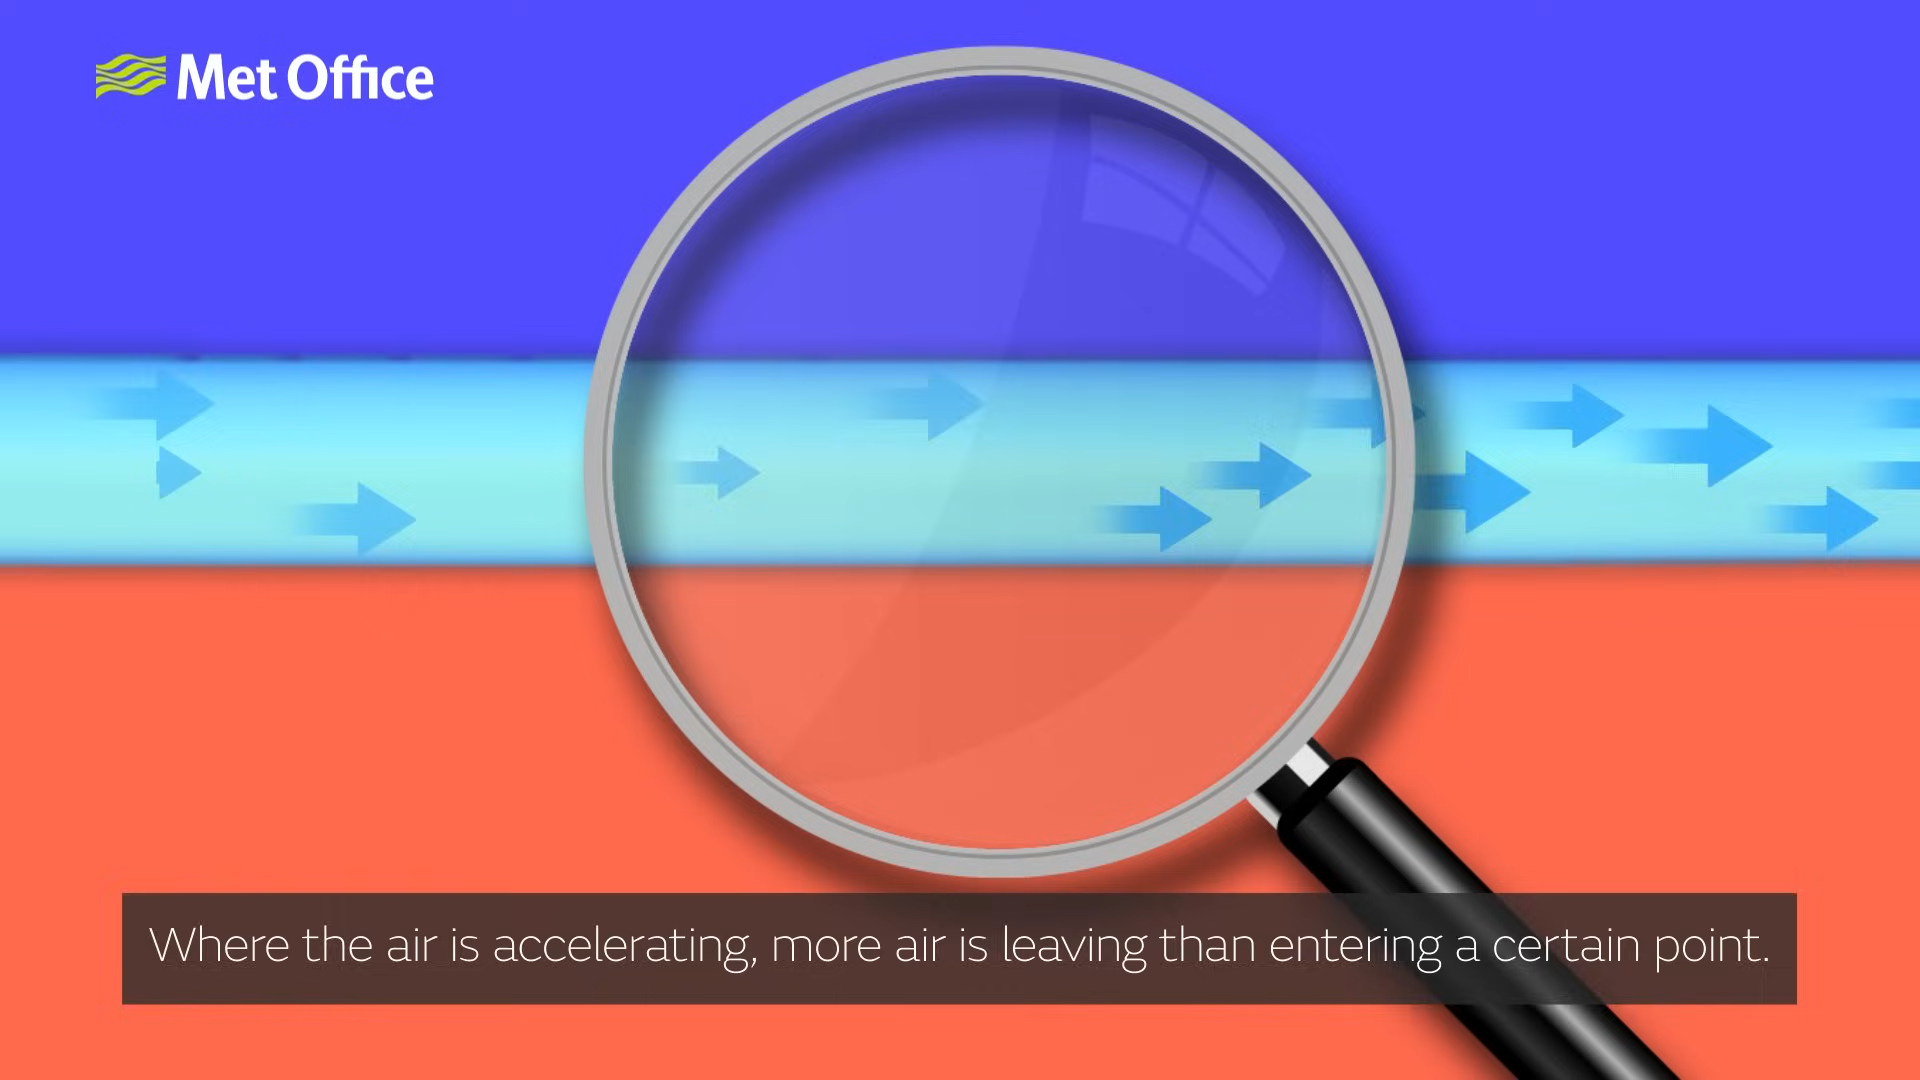 Met Office
Where the air is accelerating, more air is leaving than entering a certain point.